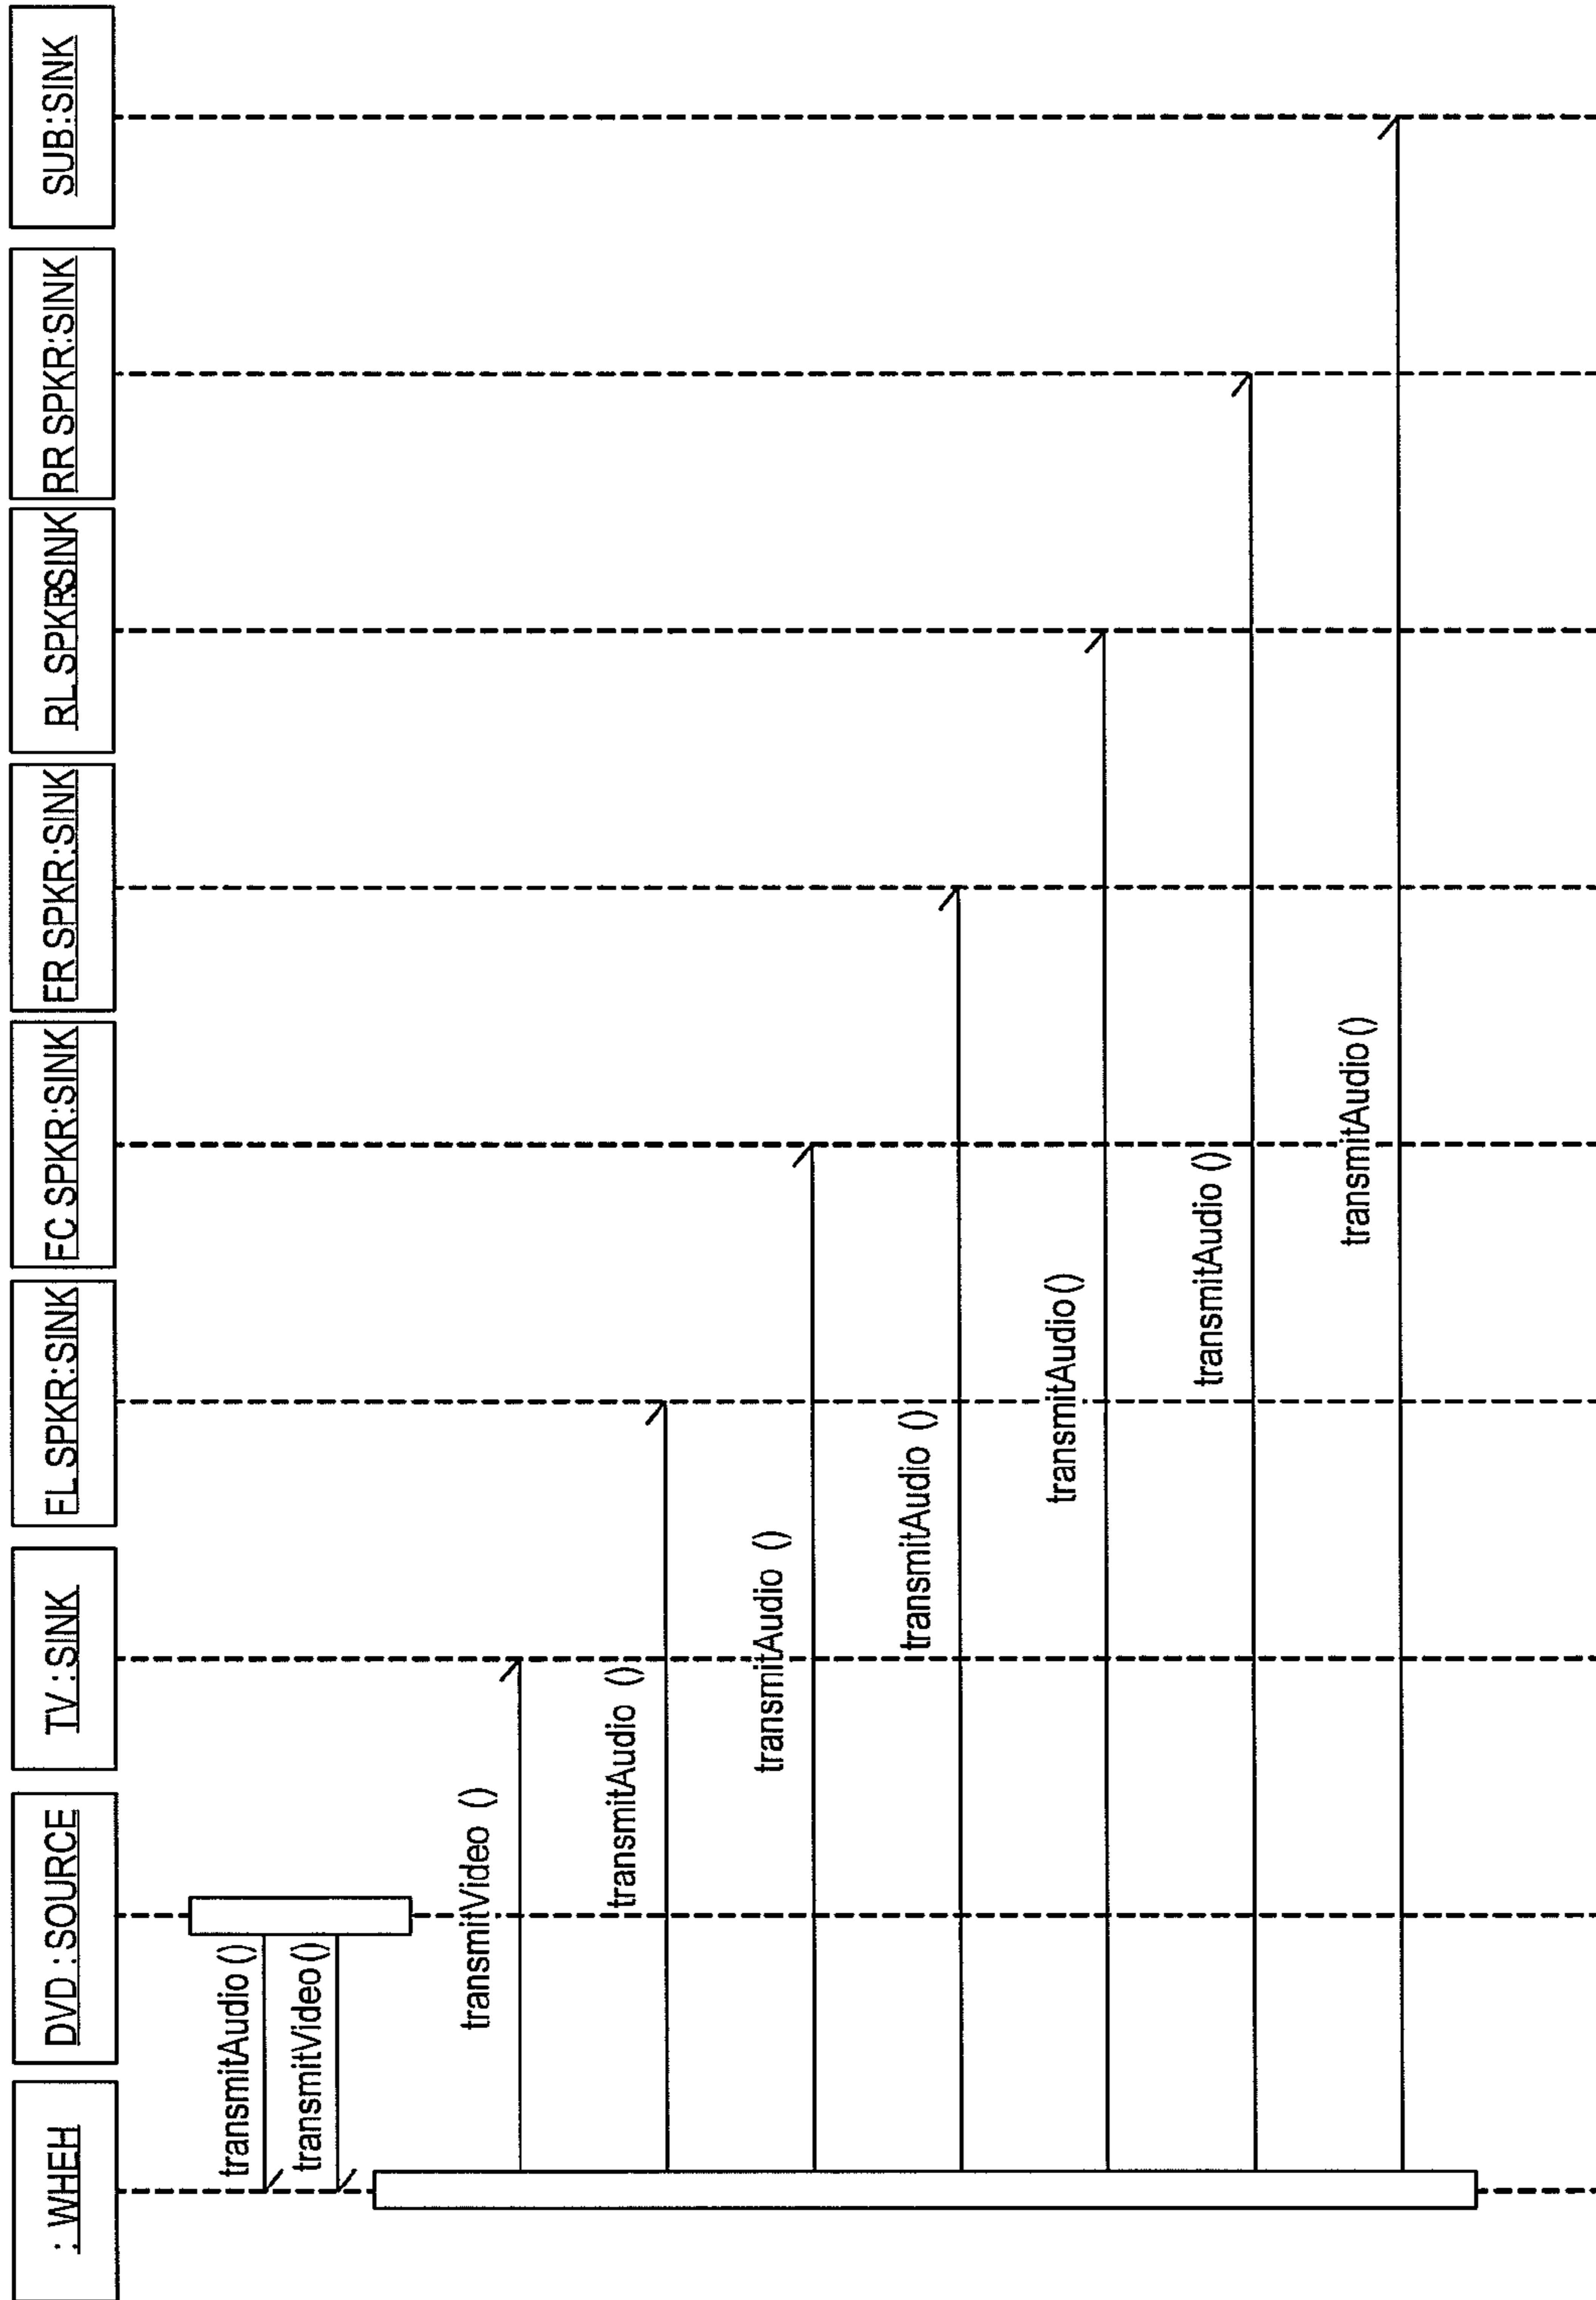 : WHEH
DVD : SOURCE
TV : SINK
FL SPKR:SINK
FC SPKR:SINK
FR SPKR:SINK
RL SPKR:SINK
RR SPKR:SINK
SUB:SINK
transmitAudio ()
transmitVideo ()
transmitVideo ()
transmitAudio ()
transmitAudio ()
transmitAudio ()
transmitAudio ()
transmitAudio ()
transmitAudio ()